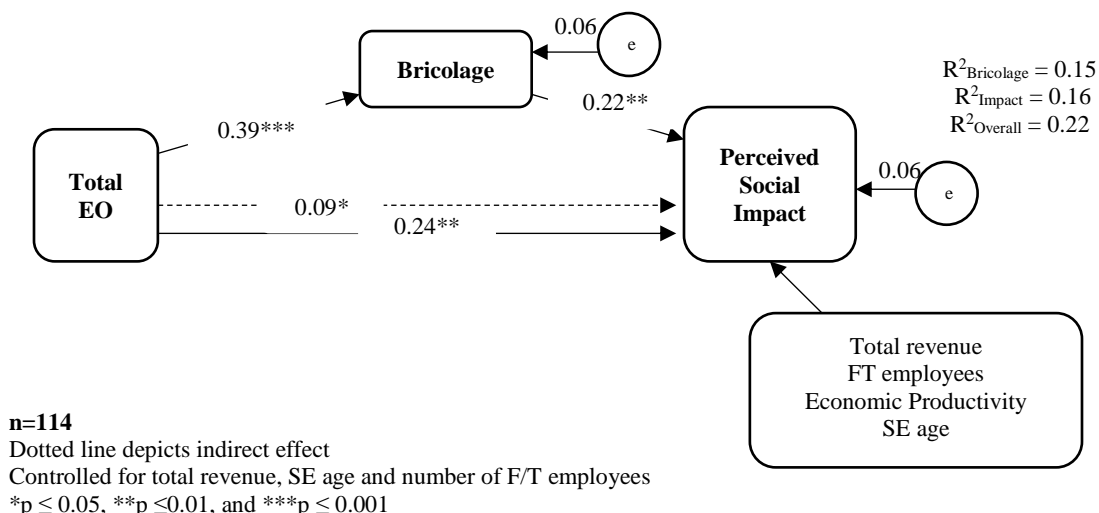 0.06
e
Bricolage
R²Bricolage = 0.15
R²Impact = 0.16
R²Overall = 0.22
0.39***
0.22**
Total
EO
Perceived
Social
Impact
0.06
e
0.09*
0.24**
Total revenue
FT employees
Economic Productivity
SE age
n=114
Dotted line depicts indirect effect
Controlled for total revenue, SE age and number of F/T employees
*p ≤ 0.05, **p ≤0.01, and ***p ≤ 0.001